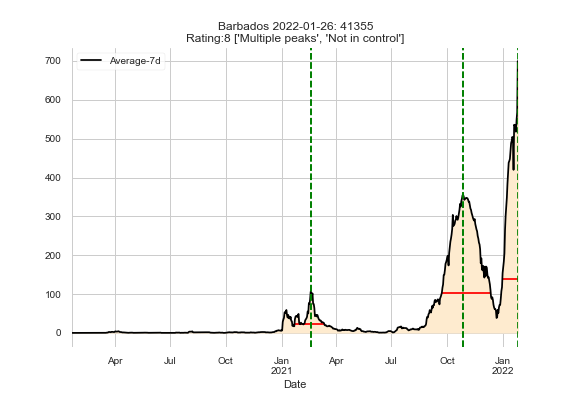 Barbados 2022-01-26: 41355
Rating:8 ['Multiple peaks', 'Not in control']
Average-7d
700
600
500
400
300
200
100
0
Apr
Jul
Oct
Jan
2021
Apr
Jul
Oct
Jan
2022
Date